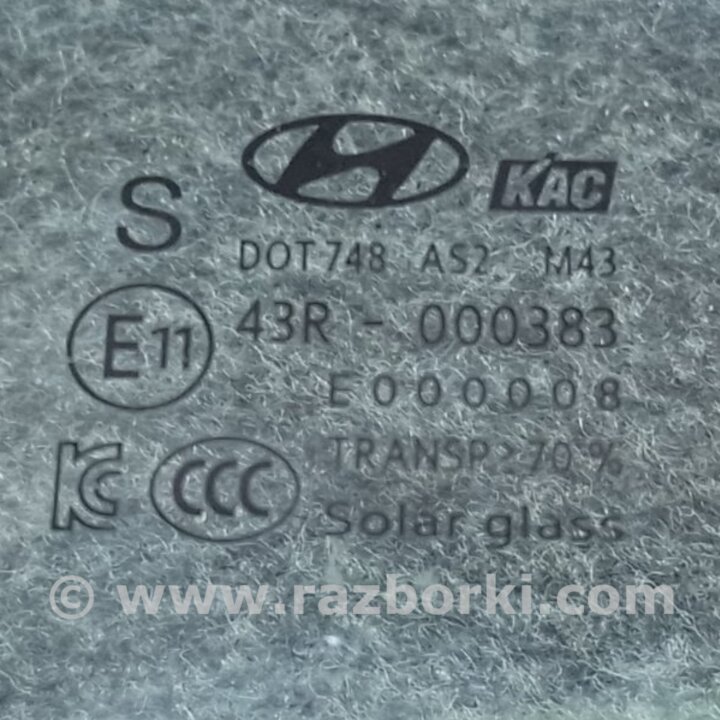 KAC
S
DOT748 AS2 M43
E11
43R - 000383
E000008
KC
CCC
TRANSP>70%
Solar glass
© www.razborki.com